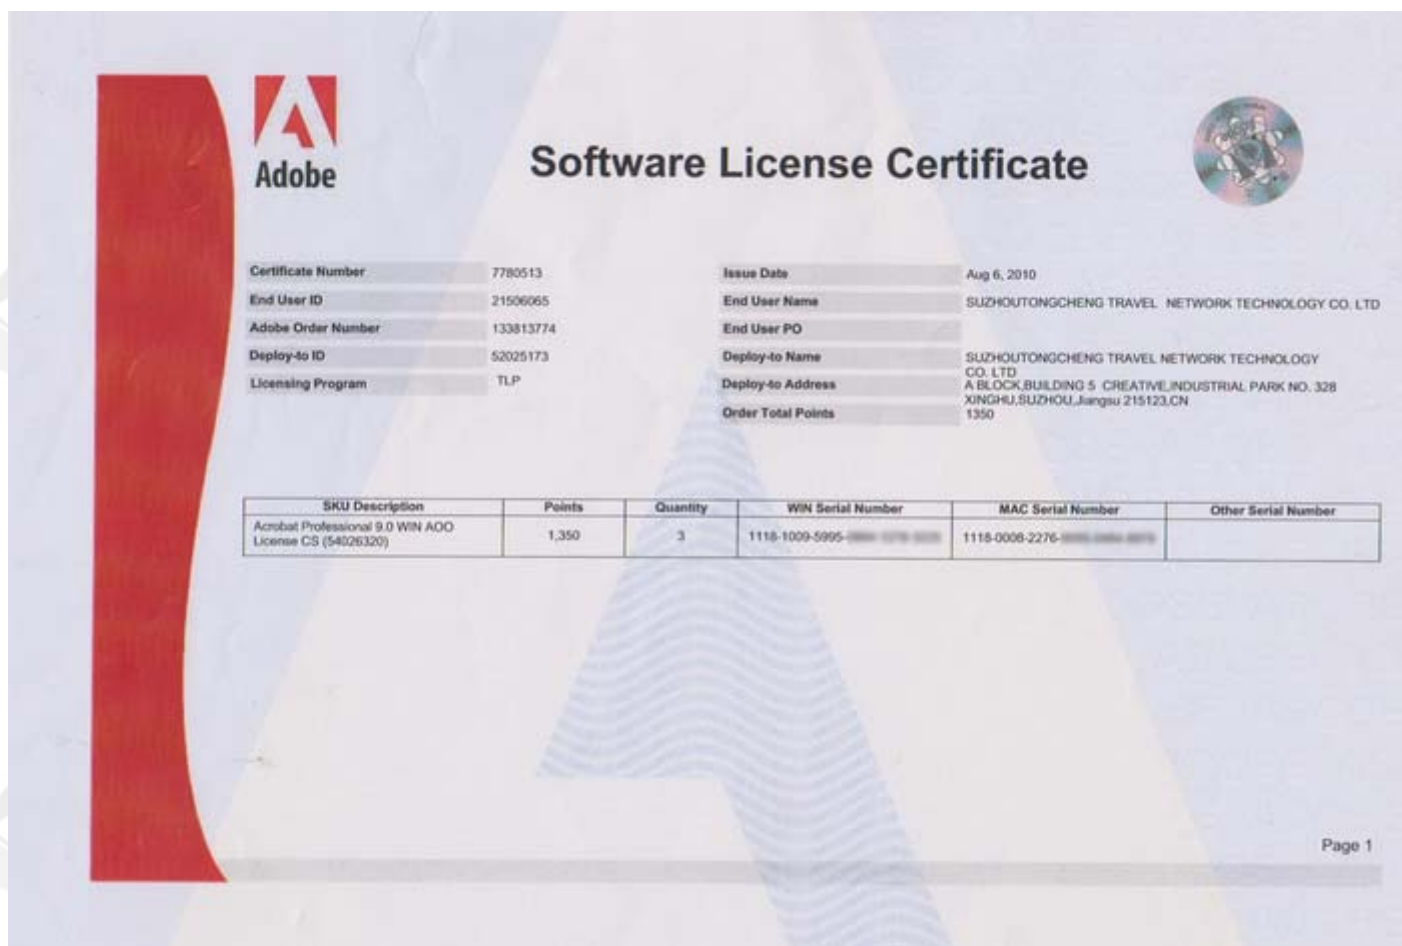 Adobe
Software License Certificate
Certificate Number 7780513
End User ID 21506065
Adobe Order Number 133813774
Deploy-to ID 52025173
Licensing Program TLP
Issue Date Aug 6, 2010
End User Name SUZHOUTONGCHENG TRAVEL NETWORK TECHNOLOGY CO. LTD
End User PO
Deploy-to Name SUZHOUTONGCHENG TRAVEL NETWORK TECHNOLOGY
CO. LTD
Deploy-to Address A BLOCK,BUILDING 5 CREATIVE,INDUSTRIAL PARK NO. 328
XINGHU,SUZHOU,Jiangsu 215123,CN
Order Total Points 1350
SKU Description Points Quantity WIN Serial Number MAC Serial Number Other Serial Number
Acrobat Professional 9.0 WIN AOO
License CS (54026320) 1,350 3 1118-1009-5995- 1118-0008-2276-
Page 1